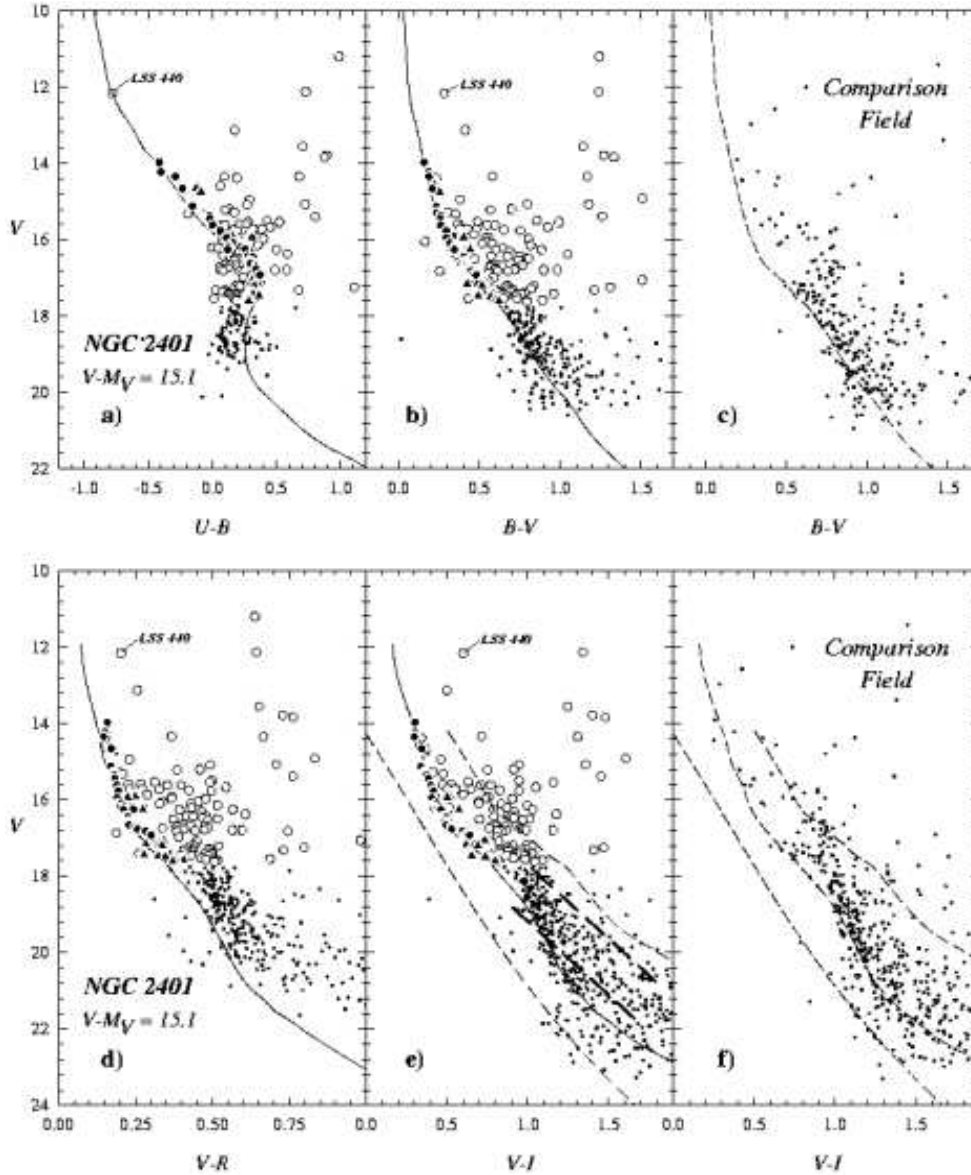 10
12
14
16
18
20
22
V
LSS 440
LSS 440
Comparison
Field
NGC 2401
V-MV = 15.1
a)
b)
c)
-1.0 -0.5 0.0 0.5 1.0
0.0 0.5 1.0 1.5
0.0 0.5 1.0 1.5
U-B
B-V
B-V
10
12
14
16
18
20
22
24
V
LSS 440
LSS 440
Comparison
Field
NGC 2401
V-MV = 15.1
d)
e)
f)
0.00 0.25 0.50 0.75 0.0 0.5 1.0 1.5 0.0 0.5 1.0 1.5
V-R
V-I
V-I